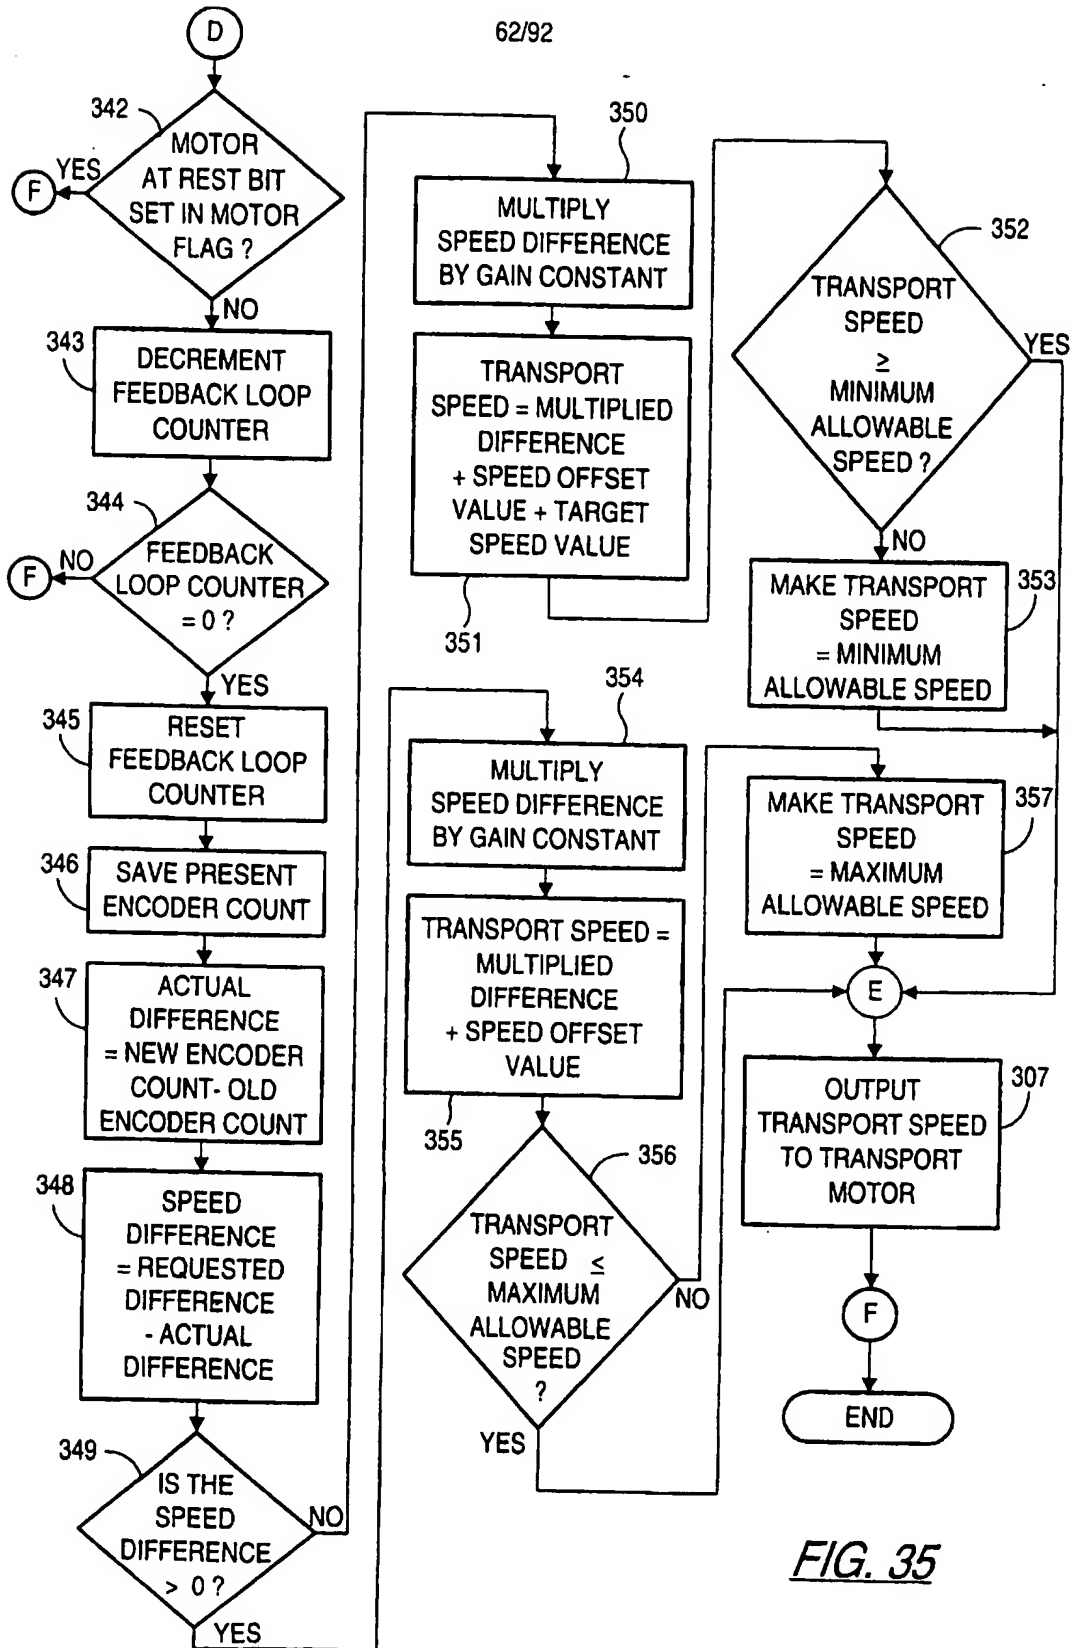 62/92
D
342
MOTOR
AT REST BIT
SET IN MOTOR
FLAG ?
YES
F
NO
343
DECREMENT
FEEDBACK LOOP
COUNTER
344
FEEDBACK
LOOP COUNTER
= 0 ?
NO
F
YES
345
RESET
FEEDBACK LOOP
COUNTER
346
SAVE PRESENT
ENCODER COUNT
347
ACTUAL
DIFFERENCE
= NEW ENCODER
COUNT- OLD
ENCODER COUNT
348
SPEED
DIFFERENCE
= REQUESTED
DIFFERENCE
- ACTUAL
DIFFERENCE
349
IS THE
SPEED
DIFFERENCE
> 0 ?
NO
YES
350
MULTIPLY
SPEED DIFFERENCE
BY GAIN CONSTANT
TRANSPORT
SPEED = MULTIPLIED
DIFFERENCE
+ SPEED OFFSET
VALUE + TARGET
SPEED VALUE
351
352
TRANSPORT
SPEED
≥
MINIMUM
ALLOWABLE
SPEED ?
YES
NO
353
MAKE TRANSPORT
SPEED
= MINIMUM
ALLOWABLE SPEED
354
MULTIPLY
SPEED DIFFERENCE
BY GAIN CONSTANT
TRANSPORT SPEED =
MULTIPLIED
DIFFERENCE
+ SPEED OFFSET
VALUE
355
356
TRANSPORT
SPEED ≤
MAXIMUM
ALLOWABLE
SPEED
?
NO
YES
357
MAKE TRANSPORT
SPEED
= MAXIMUM
ALLOWABLE SPEED
E
307
OUTPUT
TRANSPORT SPEED
TO TRANSPORT
MOTOR
F
END
FIG. 35